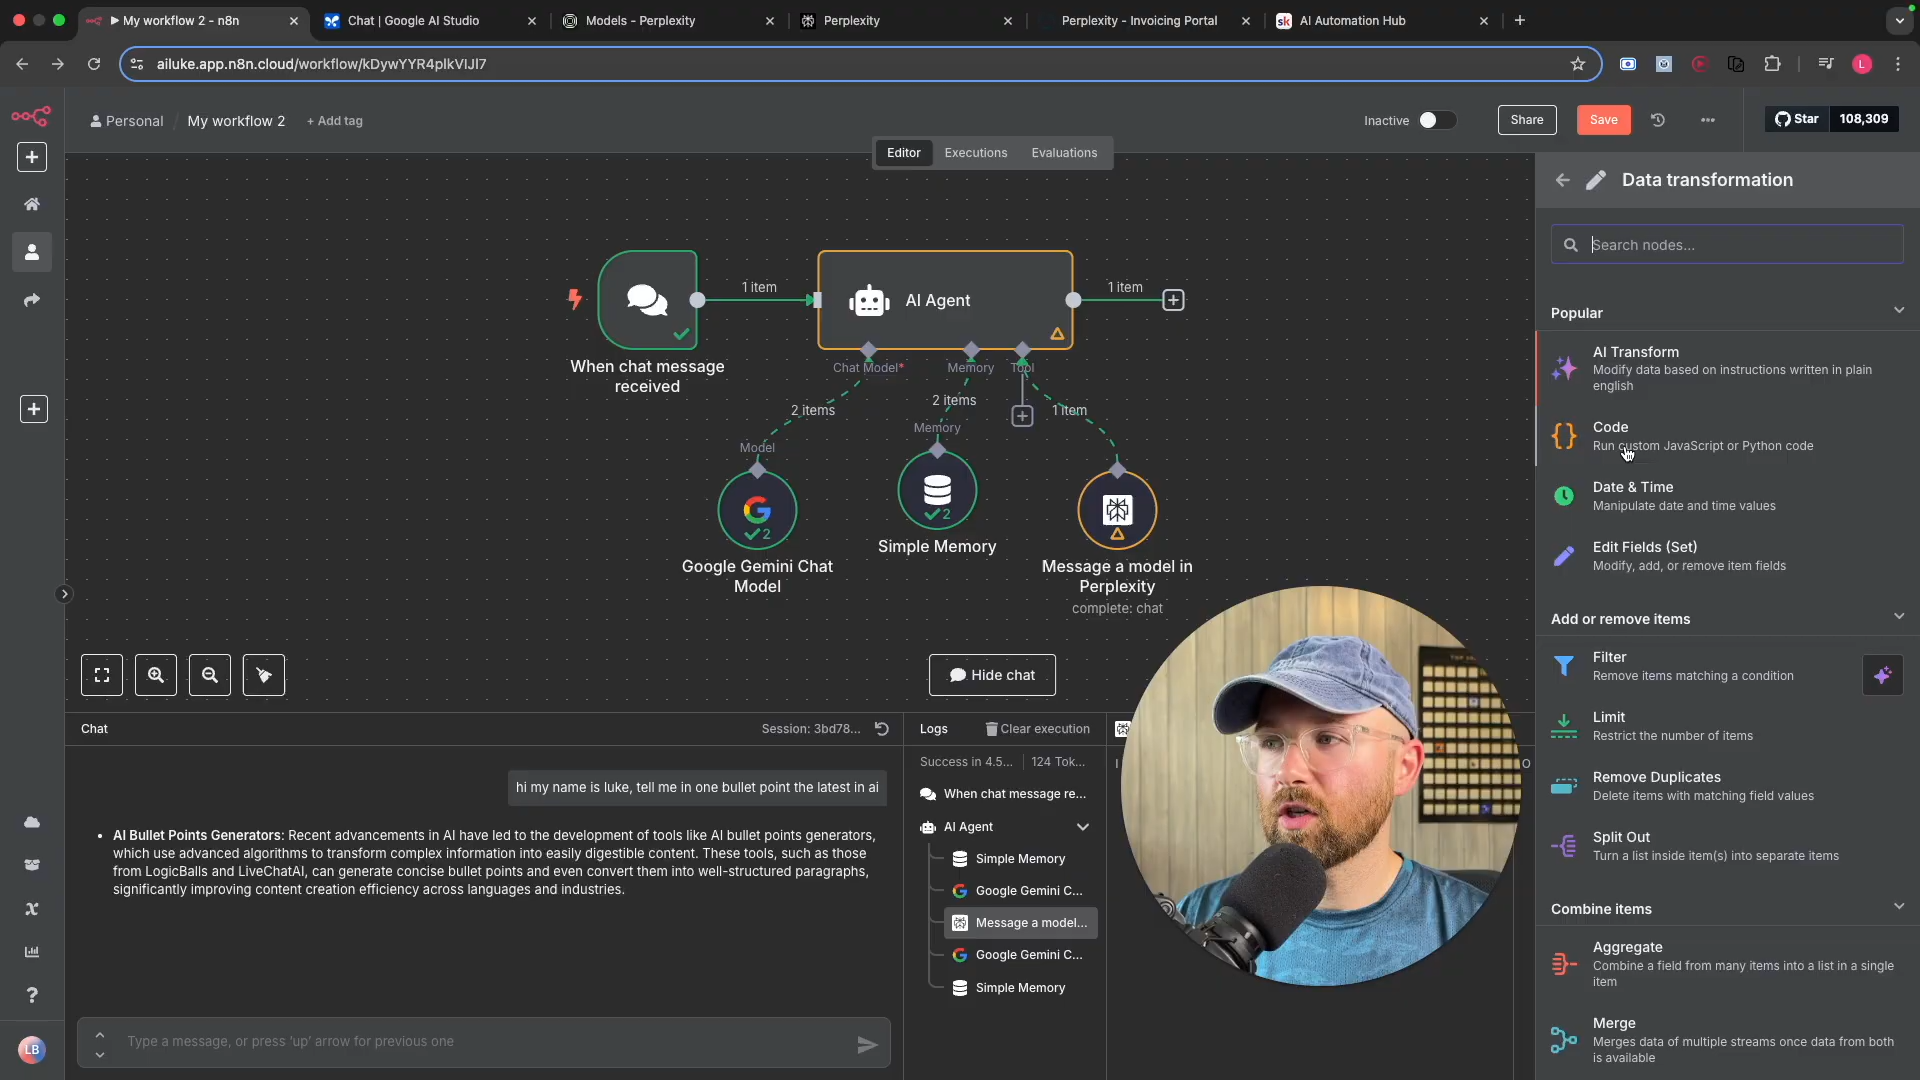 My workflow 2 - n8n
Chat | Google AI Studio
Models - Perplexity
Perplexity
Perplexity - Invoicing Portal
AI Automation Hub
ailuke.app.n8n.cloud/workflow/kDywYYR4plkVIJI7
L
Personal / My workflow 2 + Add tag
Inactive
Share
Save
Star 108,309
Editor
Executions
Evaluations
Data transformation
Search nodes...
Popular
AI Transform
Modify data based on instructions written in plain
english
Code
Run custom JavaScript or Python code
Date & Time
Manipulate date and time values
Edit Fields (Set)
Modify, add, or remove item fields
Add or remove items
Filter
Remove items matching a condition
Limit
Restrict the number of items
Remove Duplicates
Delete items with matching field values
Split Out
Turn a list inside item(s) into separate items
Combine items
Aggregate
Combine a field from many items into a list in a single
item
Merge
Merges data of multiple streams once data from both
is available
1 item
AI Agent
1 item
When chat message
received
Chat Model*
Memory
Tool
2 items
2 items
1 item
Model
Memory
2
2
Google Gemini Chat
Model
Simple Memory
Message a model in
Perplexity
complete: chat
Hide chat
Chat
Session: 3bd78...
hi my name is luke, tell me in one bullet point the latest in ai
• AI Bullet Points Generators: Recent advancements in AI have led to the development of tools like AI bullet points generators,
which use advanced algorithms to transform complex information into easily digestible content. These tools, such as those
from LogicBalls and LiveChatAI, can generate concise bullet points and even convert them into well-structured paragraphs,
significantly improving content creation efficiency across languages and industries.
Type a message, or press 'up' arrow for previous one
Logs
Clear execution
Success in 4.5...
124 Tok...
When chat message re...
AI Agent
Simple Memory
Google Gemini C...
Message a model...
Google Gemini C...
Simple Memory
LB